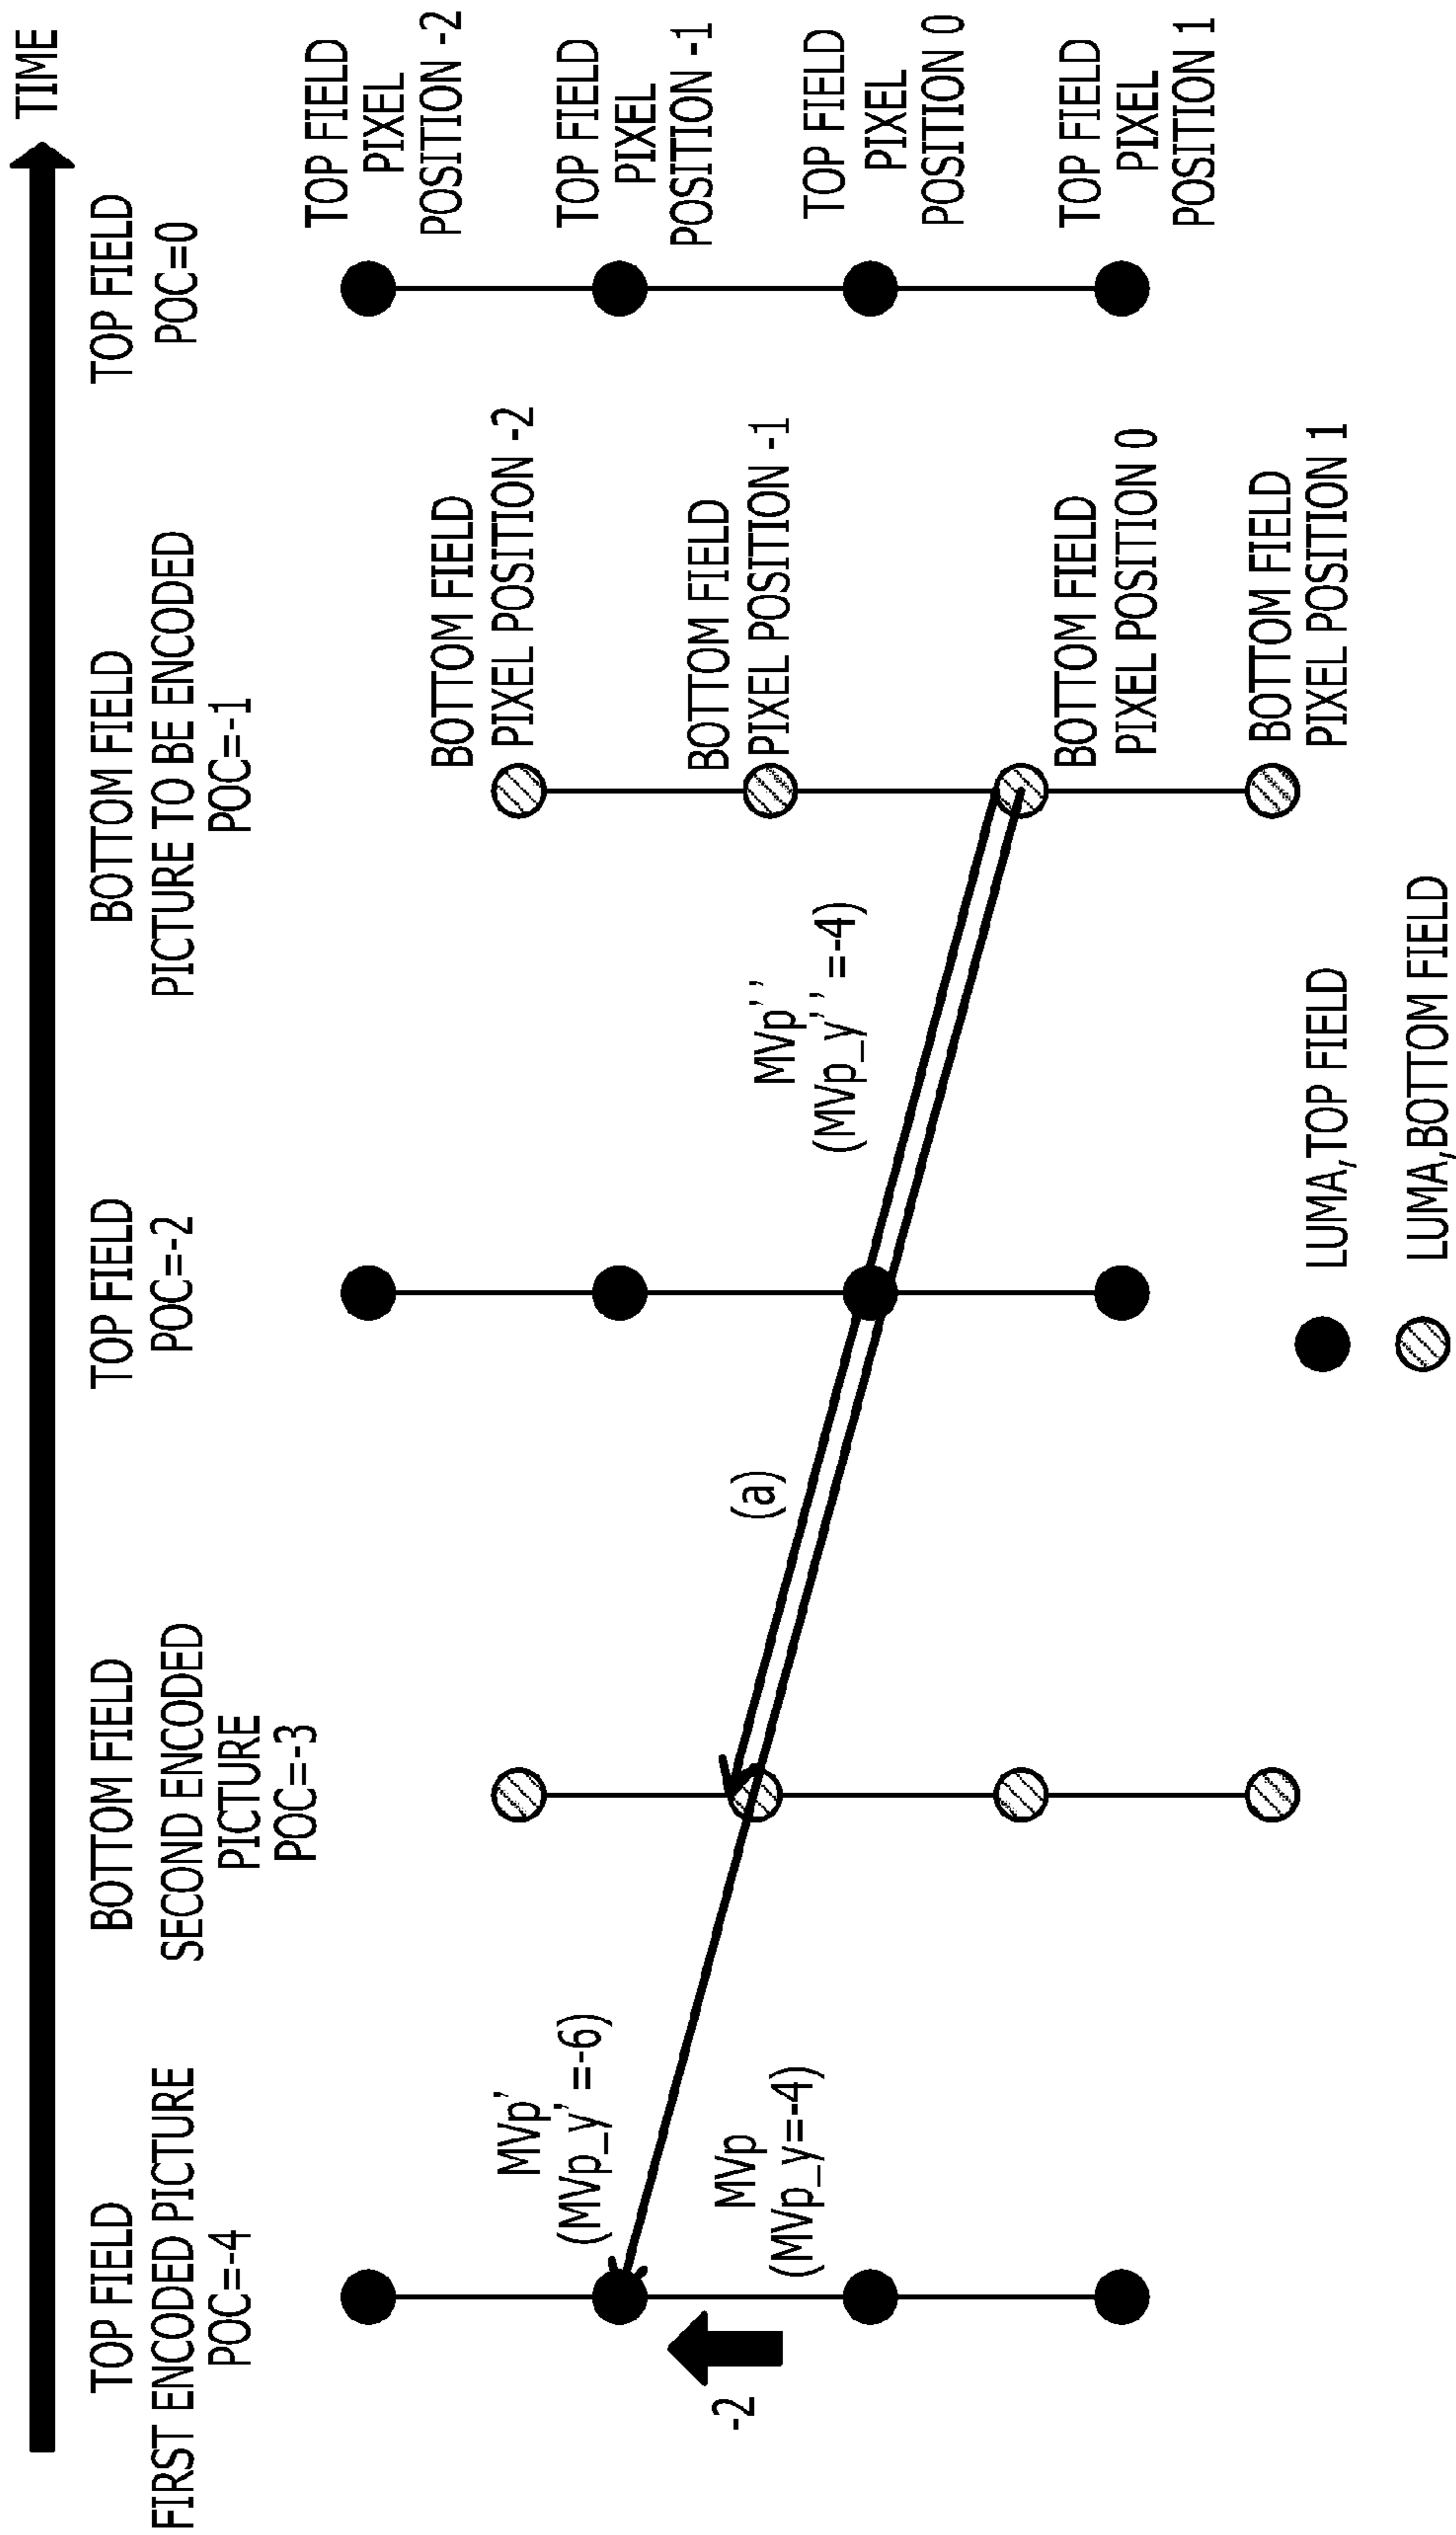 TIME
TOP FIELD
FIRST ENCODED PICTURE
POC=-4
BOTTOM FIELD
SECOND ENCODED
PICTURE
POC=-3
TOP FIELD
POC=-2
BOTTOM FIELD
PICTURE TO BE ENCODED
POC=-1
TOP FIELD
POC=0
TOP FIELD
PIXEL
POSITION -2
TOP FIELD
PIXEL
POSITION -1
TOP FIELD
PIXEL
POSITION 0
TOP FIELD
PIXEL
POSITION 1
BOTTOM FIELD
PIXEL POSITION -2
BOTTOM FIELD
PIXEL POSITION -1
BOTTOM FIELD
PIXEL POSITION 0
BOTTOM FIELD
PIXEL POSITION 1
MVp'
(MVp_y'=-6)
MVp
(MVp_y=-4)
-2
(a)
MVp''
(MVp_y''=-4)
LUMA,TOP FIELD
LUMA,BOTTOM FIELD